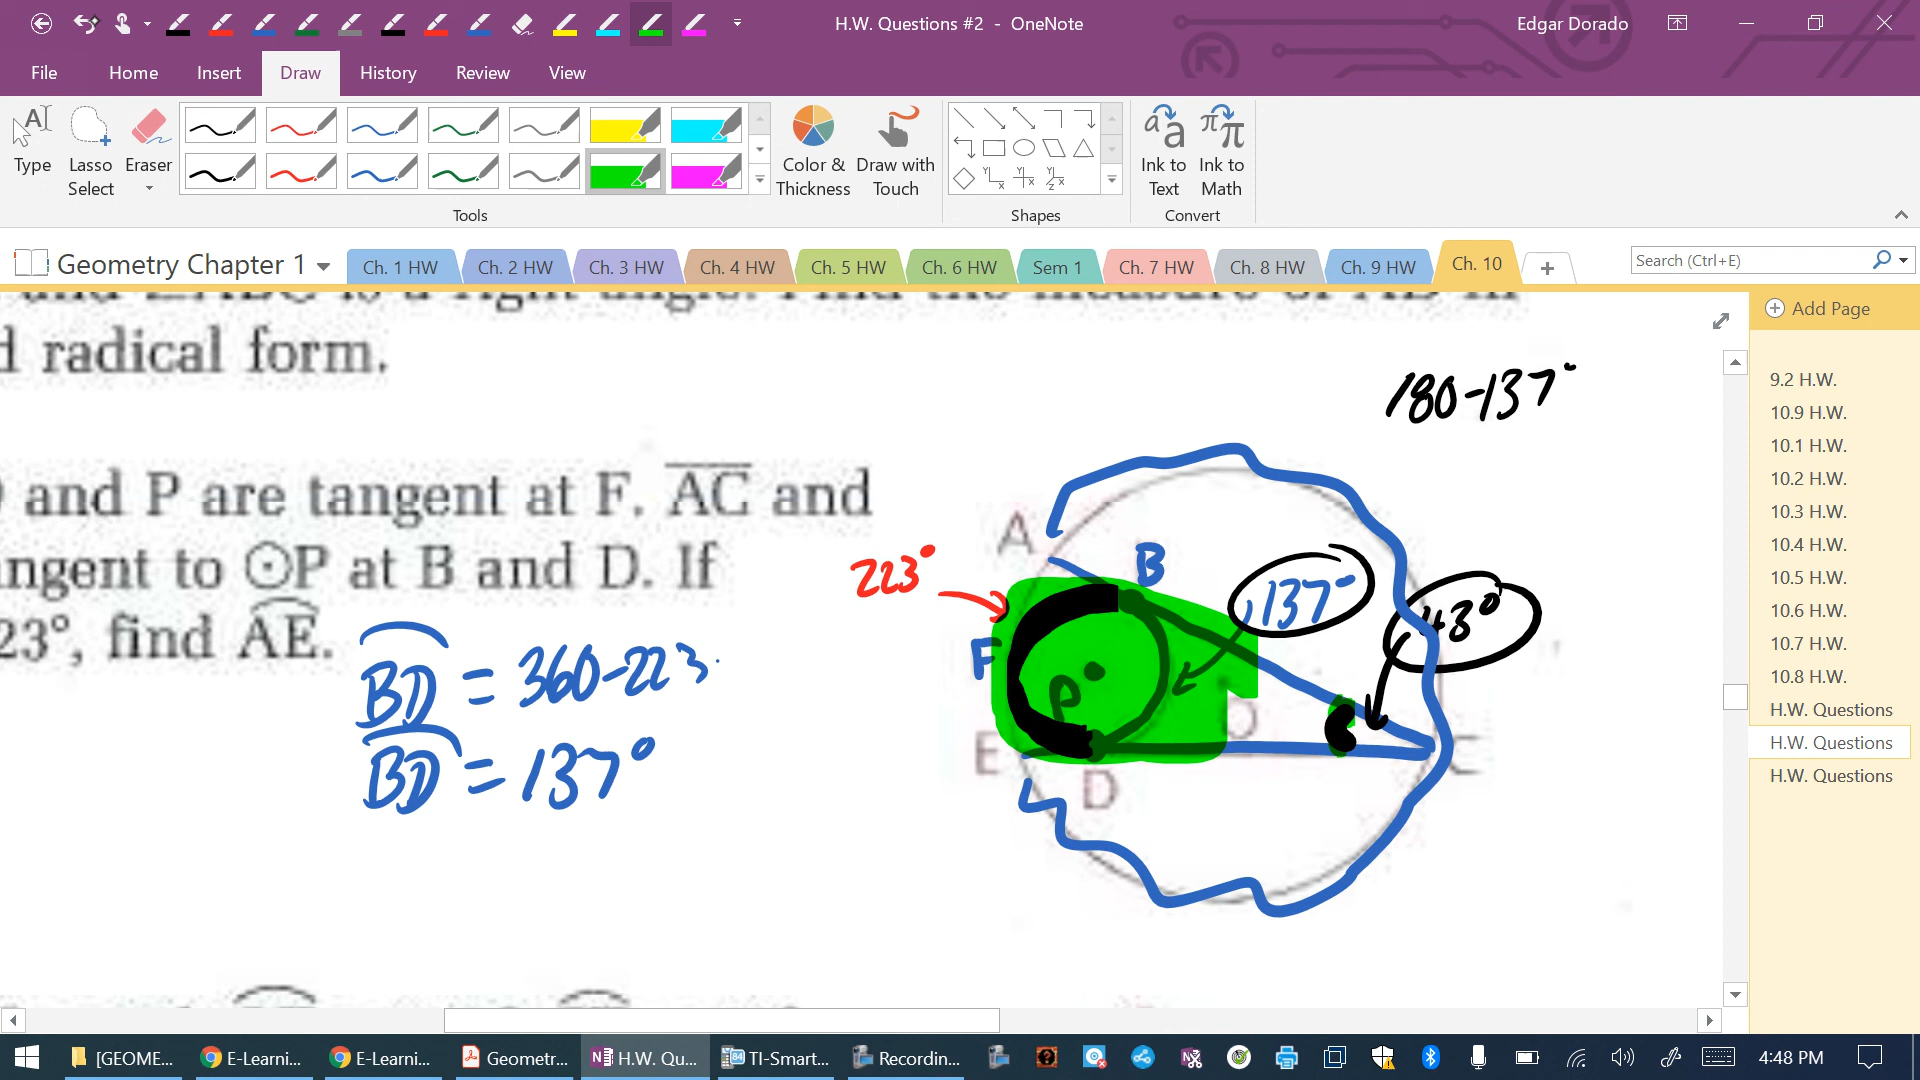 H.W. Questions #2 - OneNote
Edgar Dorado
File Home Insert Draw History Review View
Type
Lasso Select
Eraser
Color & Thickness
Draw with Touch
Ink to Text
Ink to Math
Tools
Shapes
Convert
Geometry Chapter 1
Ch. 1 HW
Ch. 2 HW
Ch. 3 HW
Ch. 4 HW
Ch. 5 HW
Ch. 6 HW
Sem 1
Ch. 7 HW
Ch. 8 HW
Ch. 9 HW
Ch. 10
Search (Ctrl+E)
Add Page
9.2 H.W.
10.9 H.W.
10.1 H.W.
10.2 H.W.
10.3 H.W.
10.4 H.W.
10.5 H.W.
10.6 H.W.
10.7 H.W.
10.8 H.W.
H.W. Questions
H.W. Questions
H.W. Questions
radical form.
180-137°
and P are tangent at F. AC and
ngent to ⊙P at B and D. If
23°, find AE.
BD = 360-223
BD = 137°
223°
A
B
137°
43°
F
P
O
E
D
C
[GEOME...
E-Learni...
E-Learni...
Geometr...
H.W. Qu...
TI-Smart...
Recordin...
4:48 PM